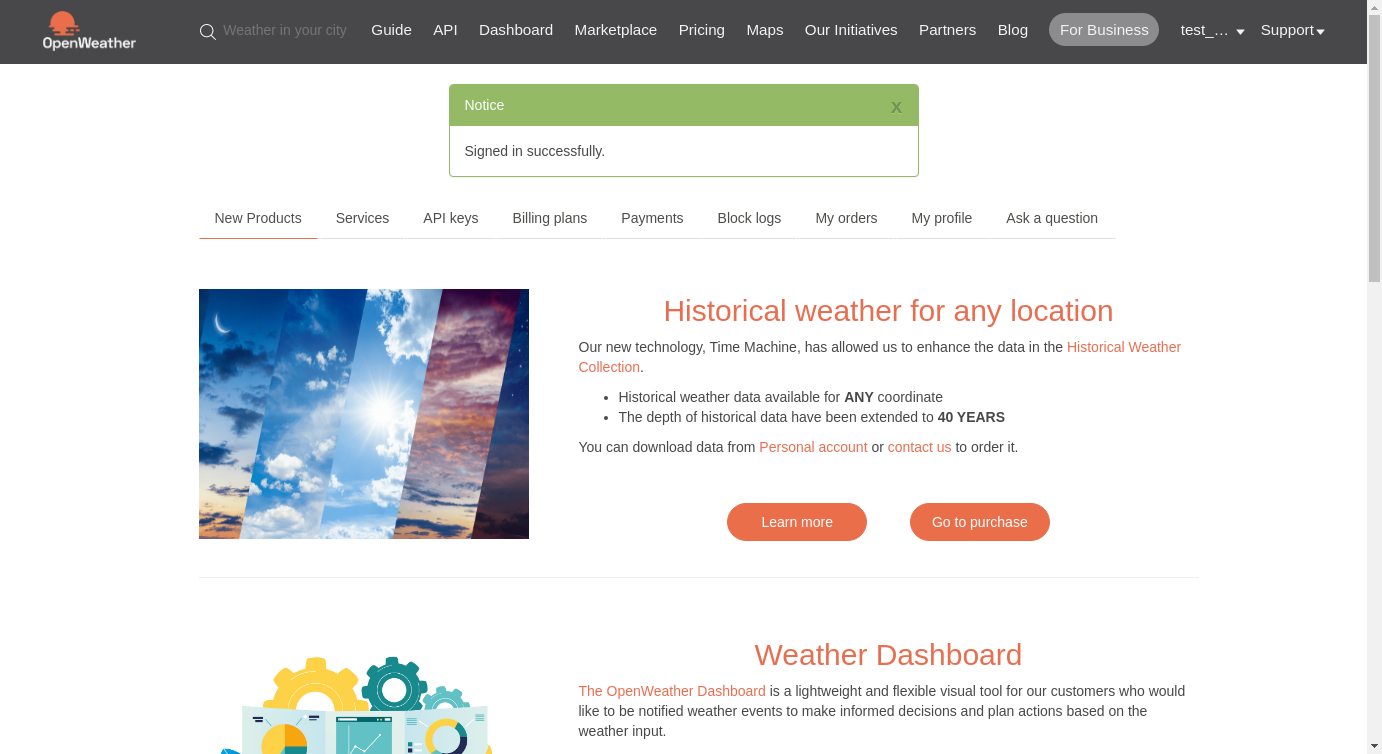 OpenWeather
Weather in your city
Guide
API
Dashboard
Marketplace
Pricing
Maps
Our Initiatives
Partners
Blog
For Business
test_...
Support
Notice
x
Signed in successfully.
New Products
Services
API keys
Billing plans
Payments
Block logs
My orders
My profile
Ask a question
Historical weather for any location
Our new technology, Time Machine, has allowed us to enhance the data in the Historical Weather
Collection.
• Historical weather data available for ANY coordinate
• The depth of historical data have been extended to 40 YEARS
You can download data from Personal account or contact us to order it.
Learn more
Go to purchase
Weather Dashboard
The OpenWeather Dashboard is a lightweight and flexible visual tool for our customers who would
like to be notified weather events to make informed decisions and plan actions based on the
weather input.